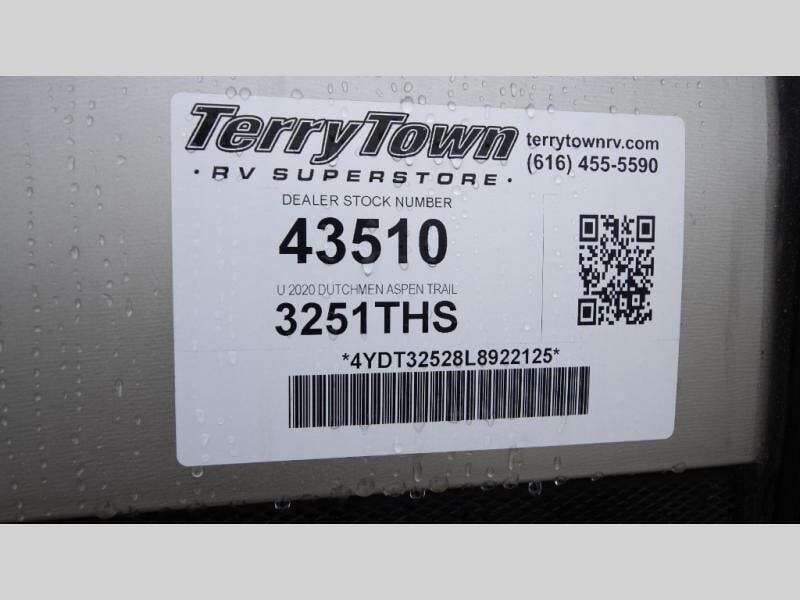 TerryTown
• RV SUPERSTORE •
terrytownrv.com
(616) 455-5590
DEALER STOCK NUMBER
43510
U 2020 DUTCHMEN ASPEN TRAIL
3251THS
*4YDT32528L8922125*